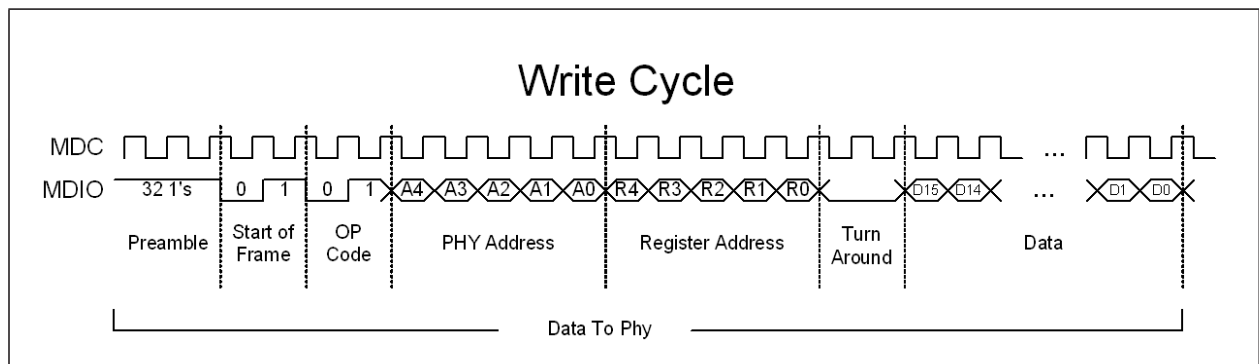 Write Cycle
MDC ...
MDIO 32 1's 0 1 0 1 A4 A3 A2 A1 A0 R4 R3 R2 R1 R0 D15 D14 ... D1 D0
Preamble Start of Frame OP Code PHY Address Register Address Turn Around Data
Data To Phy